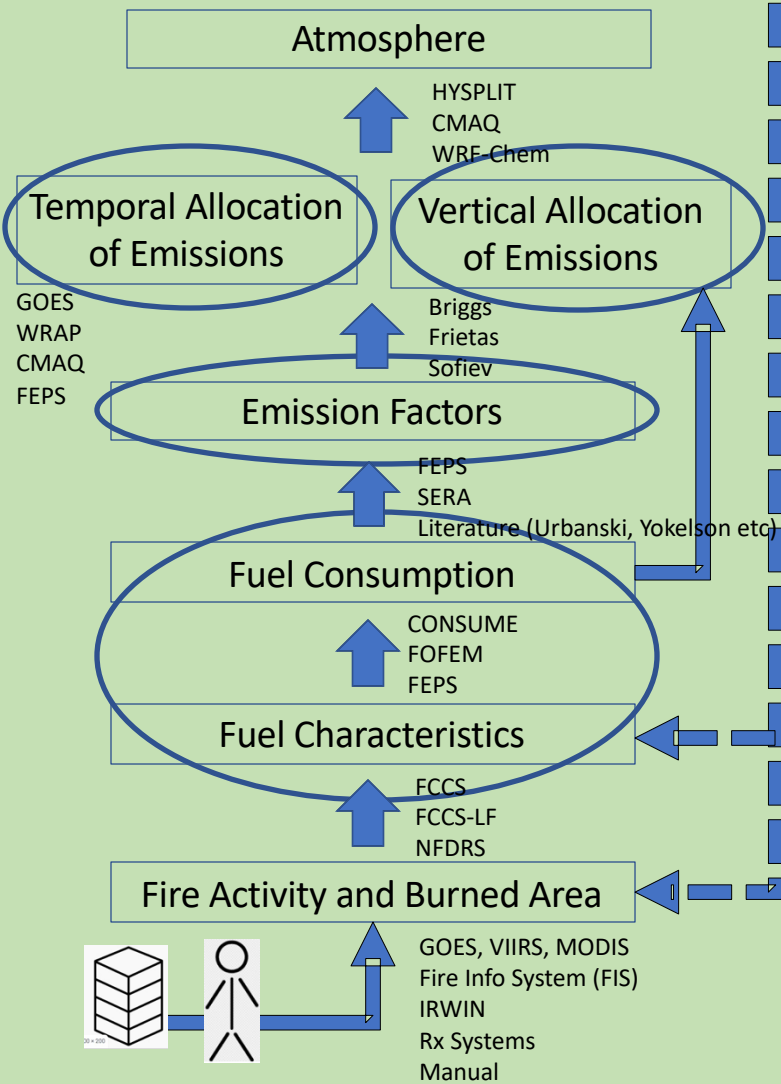 Atmosphere
HYSPLIT
CMAQ
WRF-Chem
Temporal Allocation
of Emissions
Vertical Allocation
of Emissions
GOES
WRAP
CMAQ
FEPS
Briggs
Frietas
Sofiev
Emission Factors
FEPS
SERA
Literature (Urbanski, Yokelson etc)
Fuel Consumption
CONSUME
FOFEM
FEPS
Fuel Characteristics
FCCS
FCCS-LF
NFDRS
Fire Activity and Burned Area
GOES, VIIRS, MODIS
Fire Info System (FIS)
IRWIN
Rx Systems
Manual